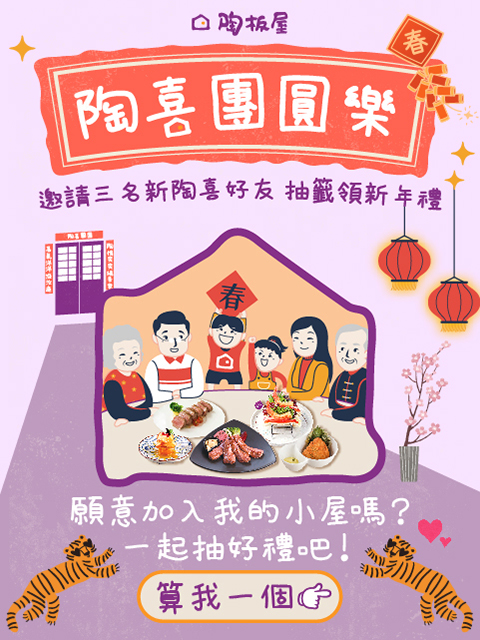 陶板屋
春
陶喜團圓樂
邀請三名新陶喜好友 抽籤領新年禮
春
願意加入我的小屋嗎?
一起抽好禮吧!
算我一個